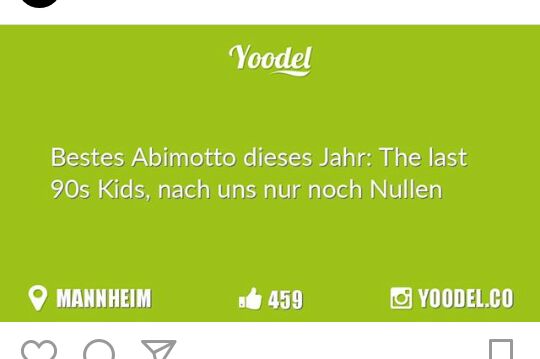 Yoodel
Bestes Abimotto dieses Jahr: The last
90s Kids, nach uns nur noch Nullen
MANNHEIM
459
YOODEL.CO